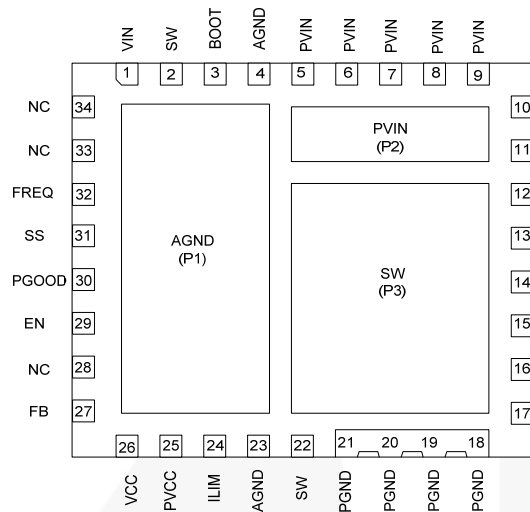 VIN SW BOOT AGND PVIN PVIN PVIN PVIN PVIN
1 2 3 4 5 6 7 8 9
NC 34 10
NC 33 11
PVIN
(P2)
FREQ 32 12
SS 31 13
AGND
(P1)
SW
(P3)
PGOOD 30 14
EN 29 15
NC 28 16
FB 27 17
26 25 24 23 22 21 20 19 18
VCC PVCC ILIM AGND SW PGND PGND PGND PGND